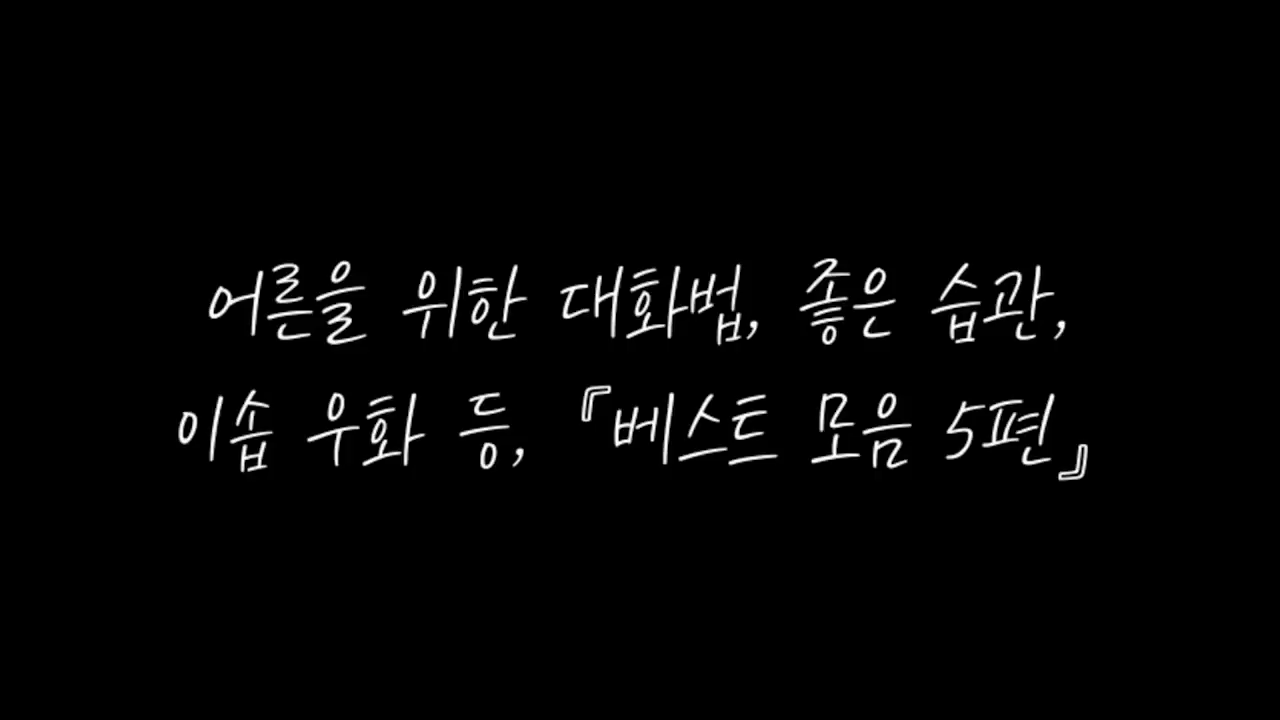 어른을 위한 대화법, 좋은 습관,
이솝 우화 등, 『베스트 모음 5편』